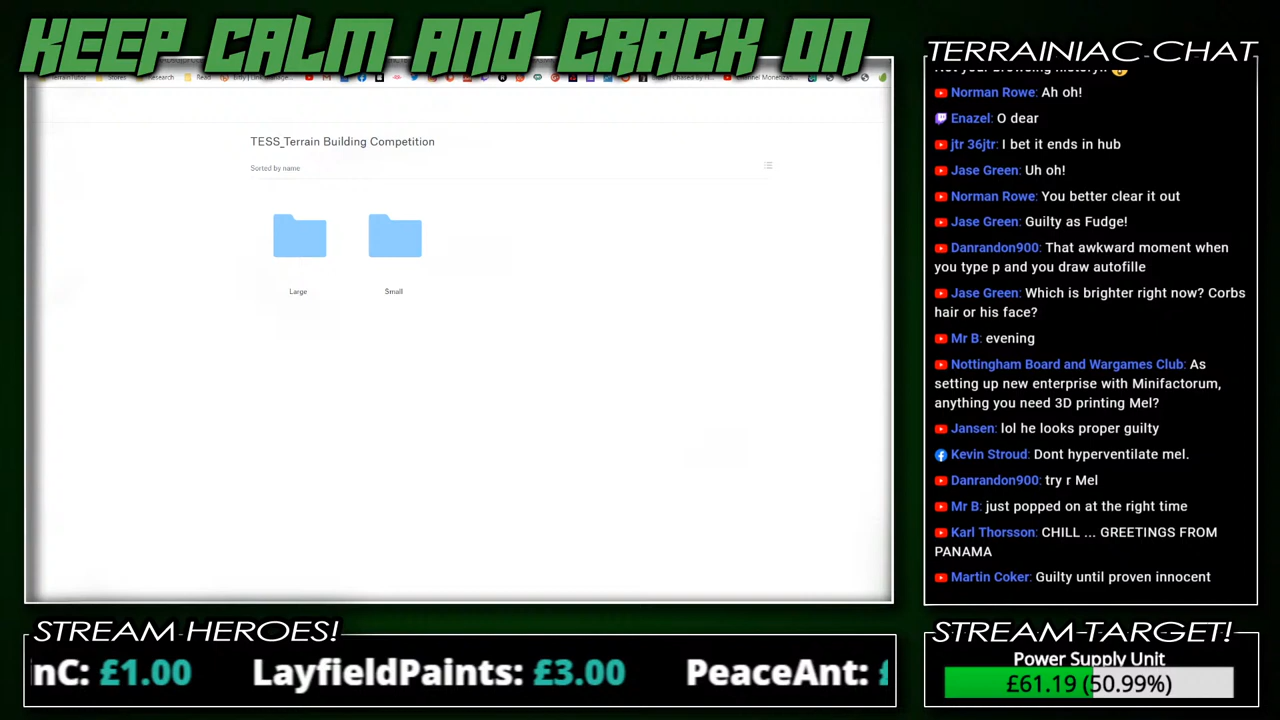 KEEP CALM AND CRACK ON
TERRAINIAC CHAT
Norman Rowe: Ah oh!
Enazel: O dear
jtr 36jtr: I bet it ends in hub
Jase Green: Uh oh!
Norman Rowe: You better clear it out
Jase Green: Guilty as Fudge!
Danrandon900: That awkward moment when
you type p and you draw autofille
Jase Green: Which is brighter right now? Corbs
hair or his face?
Mr B: evening
Nottingham Board and Wargames Club: As
setting up new enterprise with Minifactorum,
anything you need 3D printing Mel?
Jansen: lol he looks proper guilty
Kevin Stroud: Dont hyperventilate mel.
Danrandon900: try r Mel
Mr B: just popped on at the right time
Karl Thorsson: CHILL ... GREETINGS FROM
PANAMA
Martin Coker: Guilty until proven innocent
TerrainTutor Stores Research Read
TESS_Terrain Building Competition
Sorted by name
Large Small
STREAM HEROES!
nC: £1.00 LayfieldPaints: £3.00 PeaceAnt: £
STREAM TARGET!
Power Supply Unit
£61.19 (50.99%)